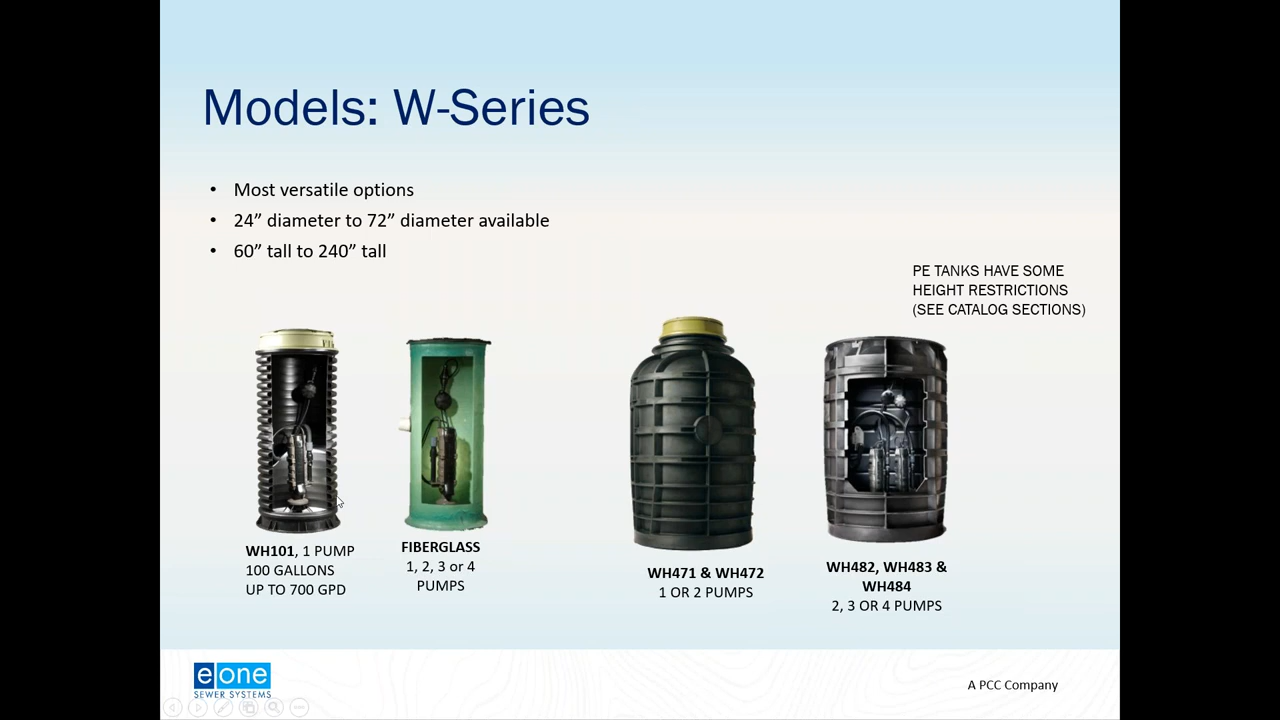 Models: W-Series
• Most versatile options
• 24” diameter to 72” diameter available
• 60” tall to 240” tall
PE TANKS HAVE SOME
HEIGHT RESTRICTIONS
(SEE CATALOG SECTIONS)
WH101, 1 PUMP
100 GALLONS
UP TO 700 GPD
FIBERGLASS
1, 2, 3 or 4
PUMPS
WH471 & WH472
1 OR 2 PUMPS
WH482, WH483 &
WH484
2, 3 OR 4 PUMPS
eone
SEWER SYSTEMS
A PCC Company